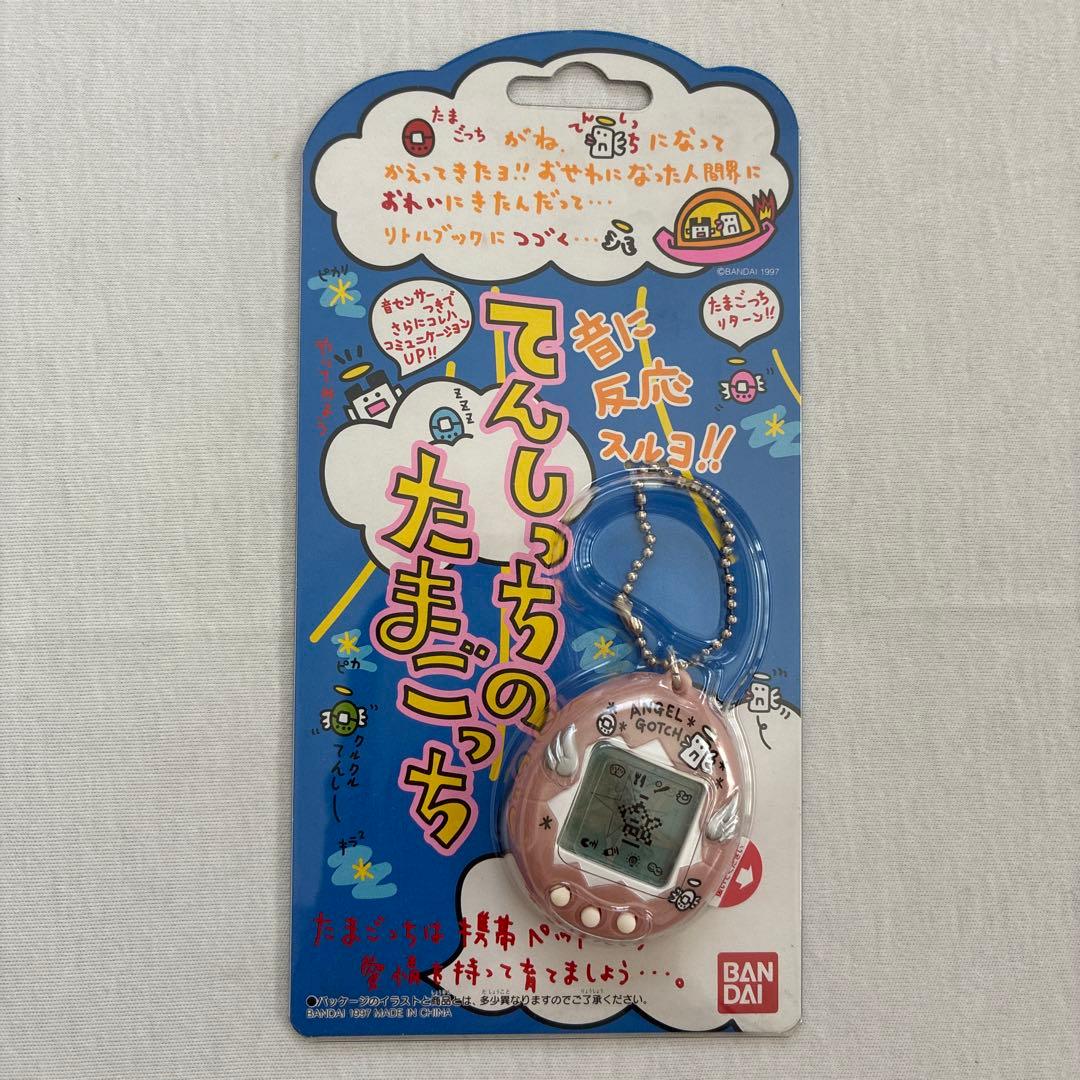 たまごっち がね、てんしっち になって
かえってきたヨ!! おせわになった人間界に
おれいにきたんだって…
リトルブックに つづく…
©BANDAI 1997
ピカリ
音センサー
つきで
さらにコレハ
コミュニケーション
UP!!
たまごっち
リターン!!
音に
反応
スルヨ!!
zzz
てんしっちの
たまごっち
ピカ
クルクル
てんしー
キラ2
ANGEL
GOTCH
たまごっちは 携帯 ペット
愛情を持って育てましょう…。
BAN
DAI
●パッケージのイラストと商品とは、多少異なりますのでご了承ください。
BANDAI 1997 MADE IN CHINA